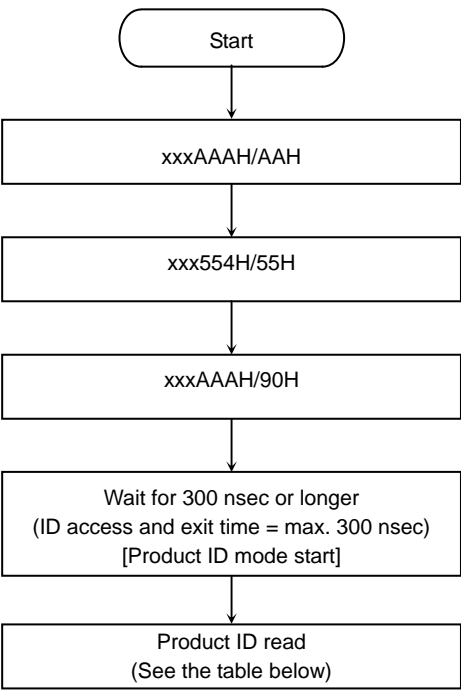 Start
xxxAAAH/AAH
xxx554H/55H
xxxAAAH/90H
Wait for 300 nsec or longer
(ID access and exit time = max. 300 nsec)
[Product ID mode start]
Product ID read
(See the table below)